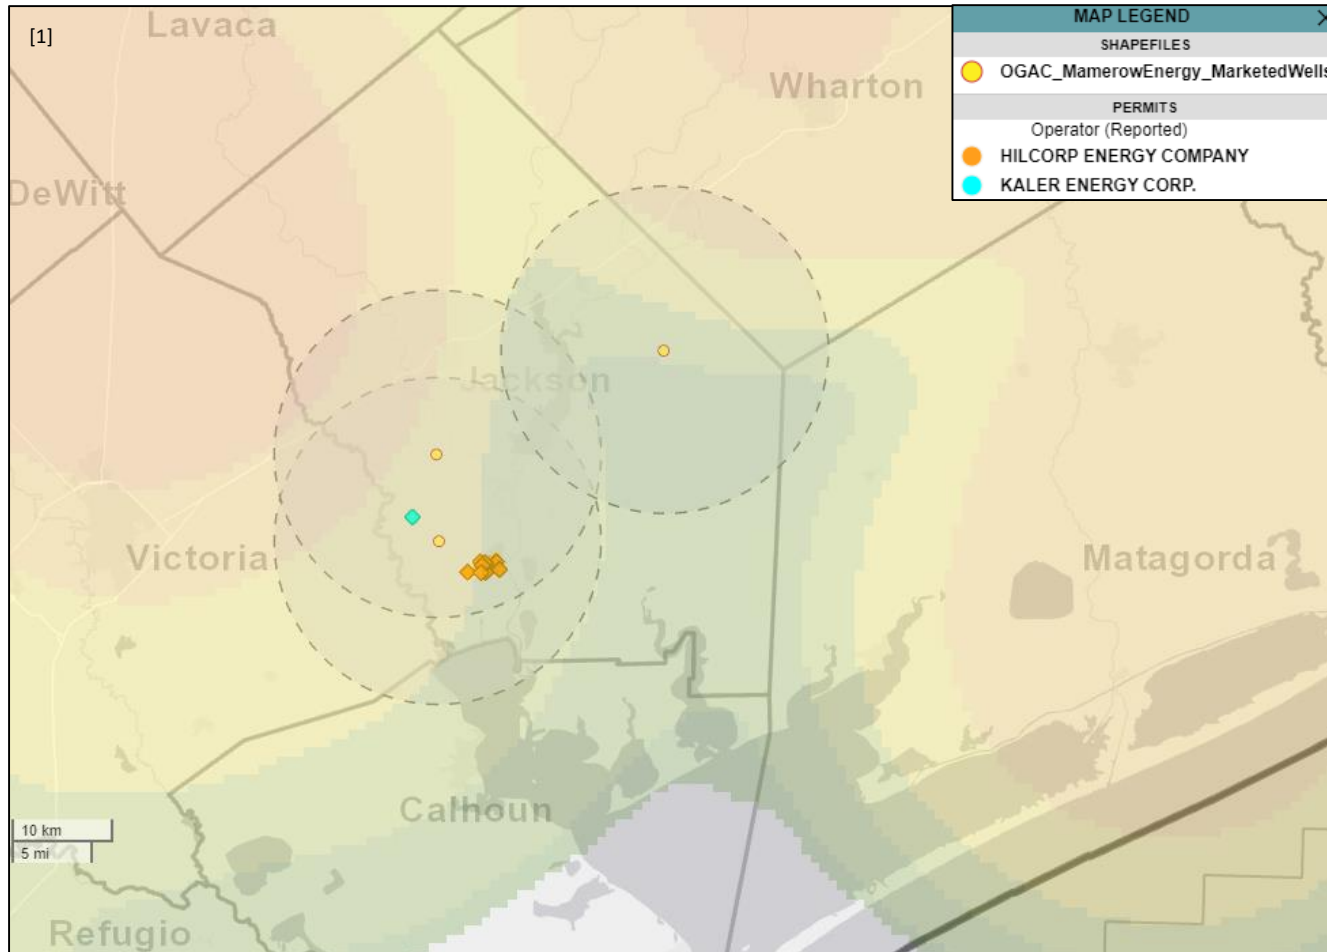 [1]
Lavaca
Wharton
DeWitt
Jackson
Victoria
Matagorda
Calhoun
Refugio
10 km
5 mi
MAP LEGEND
SHAPEFILES
OGAC_MamerowEnergy_MarketedWells
PERMITS
Operator (Reported)
HILCORP ENERGY COMPANY
KALER ENERGY CORP.